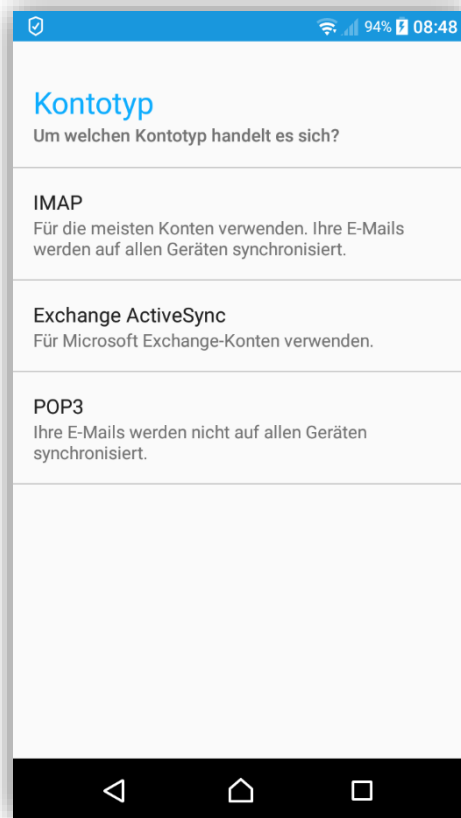 94% 08:48
Kontotyp
Um welchen Kontotyp handelt es sich?
IMAP
Für die meisten Konten verwenden. Ihre E-Mails
werden auf allen Geräten synchronisiert.
Exchange ActiveSync
Für Microsoft Exchange-Konten verwenden.
POP3
Ihre E-Mails werden nicht auf allen Geräten
synchronisiert.